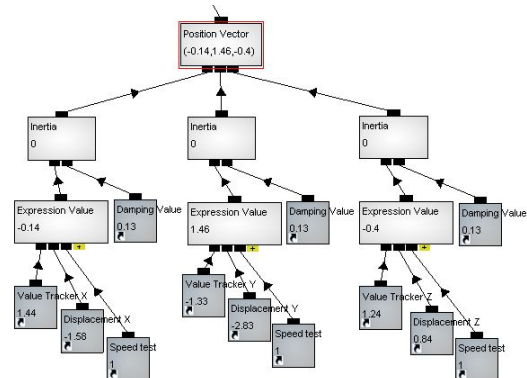 Position Vector
(-0.14,1.46,-0.4)
Inertia
0
Inertia
0
Inertia
0
Expression Value
-0.14
Damping Value
0.13
Expression Value
1.46
Damping Value
0.13
Expression Value
-0.4
Damping Value
0.13
+
+
+
Value Tracker X
1.44
Displacement X
-1.58
Speed test
1
Value Tracker Y
-1.33
Displacement Y
-2.83
Speed test
1
Value Tracker Z
1.24
Displacement Z
0.84
Speed test
1